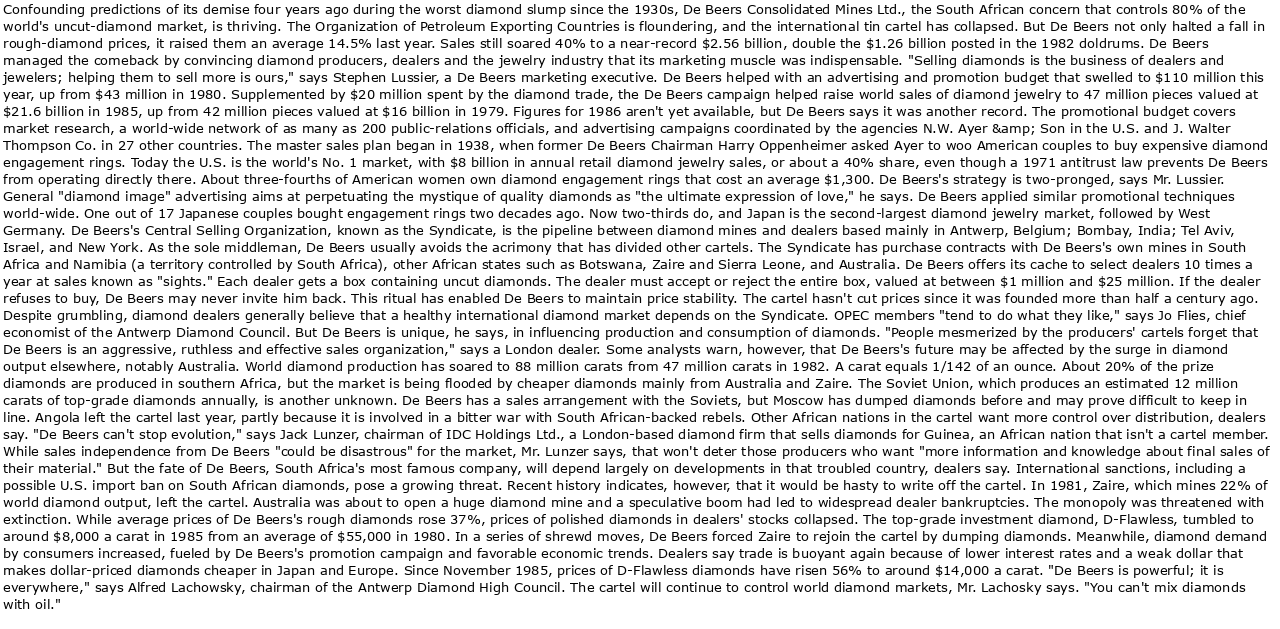 Confounding predictions of its demise four years ago during the worst diamond slump since the 1930s, De Beers Consolidated Mines Ltd., the South African concern that controls 80% of the
world's uncut-diamond market, is thriving. The Organization of Petroleum Exporting Countries is floundering, and the international tin cartel has collapsed. But De Beers not only halted a fall in
rough-diamond prices, it raised them an average 14.5% last year. Sales still soared 40% to a near-record $2.56 billion, double the $1.26 billion posted in the 1982 doldrums. De Beers
managed the comeback by convincing diamond producers, dealers and the jewelry industry that its marketing muscle was indispensable. "Selling diamonds is the business of dealers and
jewelers; helping them to sell more is ours," says Stephen Lussier, a De Beers marketing executive. De Beers helped with an advertising and promotion budget that swelled to $110 million this
year, up from $43 million in 1980. Supplemented by $20 million spent by the diamond trade, the De Beers campaign helped raise world sales of diamond jewelry to 47 million pieces valued at
$21.6 billion in 1985, up from 42 million pieces valued at $16 billion in 1979. Figures for 1986 aren't yet available, but De Beers says it was another record. The promotional budget covers
market research, a world-wide network of as many as 200 public-relations officials, and advertising campaigns coordinated by the agencies N.W. Ayer &amp; Son in the U.S. and J. Walter
Thompson Co. in 27 other countries. The master sales plan began in 1938, when former De Beers Chairman Harry Oppenheimer asked Ayer to woo American couples to buy expensive diamond
engagement rings. Today the U.S. is the world's No. 1 market, with $8 billion in annual retail diamond jewelry sales, or about a 40% share, even though a 1971 antitrust law prevents De Beers
from operating directly there. About three-fourths of American women own diamond engagement rings that cost an average $1,300. De Beers's strategy is two-pronged, says Mr. Lussier.
General "diamond image" advertising aims at perpetuating the mystique of quality diamonds as "the ultimate expression of love," he says. De Beers applied similar promotional techniques
world-wide. One out of 17 Japanese couples bought engagement rings two decades ago. Now two-thirds do, and Japan is the second-largest diamond jewelry market, followed by West
Germany. De Beers's Central Selling Organization, known as the Syndicate, is the pipeline between diamond mines and dealers based mainly in Antwerp, Belgium; Bombay, India; Tel Aviv,
Israel, and New York. As the sole middleman, De Beers usually avoids the acrimony that has divided other cartels. The Syndicate has purchase contracts with De Beers's own mines in South
Africa and Namibia (a territory controlled by South Africa), other African states such as Botswana, Zaire and Sierra Leone, and Australia. De Beers offers its cache to select dealers 10 times a
year at sales known as "sights." Each dealer gets a box containing uncut diamonds. The dealer must accept or reject the entire box, valued at between $1 million and $25 million. If the dealer
refuses to buy, De Beers may never invite him back. This ritual has enabled De Beers to maintain price stability. The cartel hasn't cut prices since it was founded more than half a century ago.
Despite grumbling, diamond dealers generally believe that a healthy international diamond market depends on the Syndicate. OPEC members "tend to do what they like," says Jo Flies, chief
economist of the Antwerp Diamond Council. But De Beers is unique, he says, in influencing production and consumption of diamonds. "People mesmerized by the producers' cartels forget that
De Beers is an aggressive, ruthless and effective sales organization," says a London dealer. Some analysts warn, however, that De Beers's future may be affected by the surge in diamond
output elsewhere, notably Australia. World diamond production has soared to 88 million carats from 47 million carats in 1982. A carat equals 1/142 of an ounce. About 20% of the prize
diamonds are produced in southern Africa, but the market is being flooded by cheaper diamonds mainly from Australia and Zaire. The Soviet Union, which produces an estimated 12 million
carats of top-grade diamonds annually, is another unknown. De Beers has a sales arrangement with the Soviets, but Moscow has dumped diamonds before and may prove difficult to keep in
line. Angola left the cartel last year, partly because it is involved in a bitter war with South African-backed rebels. Other African nations in the cartel want more control over distribution, dealers
say. "De Beers can't stop evolution," says Jack Lunzer, chairman of IDC Holdings Ltd., a London-based diamond firm that sells diamonds for Guinea, an African nation that isn't a cartel member.
While sales independence from De Beers "could be disastrous" for the market, Mr. Lunzer says, that won't deter those producers who want "more information and knowledge about final sales of
their material." But the fate of De Beers, South Africa's most famous company, will depend largely on developments in that troubled country, dealers say. International sanctions, including a
possible U.S. import ban on South African diamonds, pose a growing threat. Recent history indicates, however, that it would be hasty to write off the cartel. In 1981, Zaire, which mines 22% of
world diamond output, left the cartel. Australia was about to open a huge diamond mine and a speculative boom had led to widespread dealer bankruptcies. The monopoly was threatened with
extinction. While average prices of De Beers's rough diamonds rose 37%, prices of polished diamonds in dealers' stocks collapsed. The top-grade investment diamond, D-Flawless, tumbled to
around $8,000 a carat in 1985 from an average of $55,000 in 1980. In a series of shrewd moves, De Beers forced Zaire to rejoin the cartel by dumping diamonds. Meanwhile, diamond demand
by consumers increased, fueled by De Beers's promotion campaign and favorable economic trends. Dealers say trade is buoyant again because of lower interest rates and a weak dollar that
makes dollar-priced diamonds cheaper in Japan and Europe. Since November 1985, prices of D-Flawless diamonds have risen 56% to around $14,000 a carat. "De Beers is powerful; it is
everywhere," says Alfred Lachowsky, chairman of the Antwerp Diamond High Council. The cartel will continue to control world diamond markets, Mr. Lachosky says. "You can't mix diamonds
with oil."